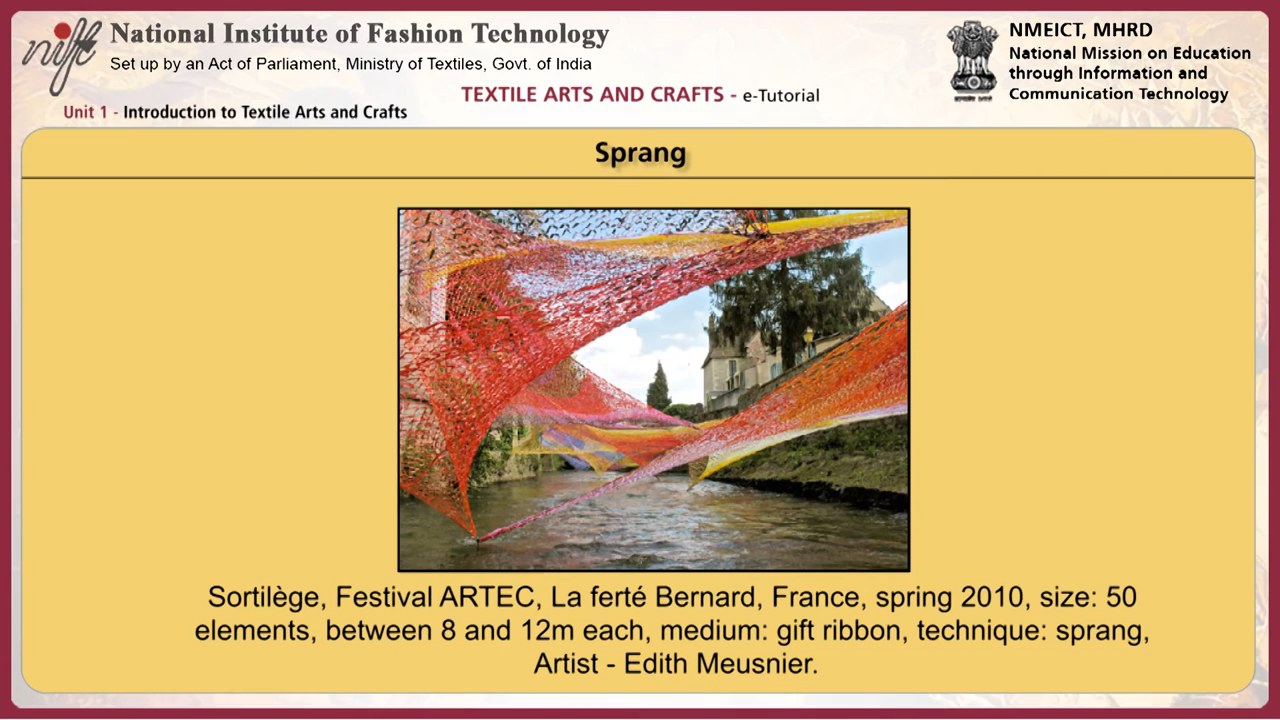 nift
National Institute of Fashion Technology
Set up by an Act of Parliament, Ministry of Textiles, Govt. of India
NMEICT, MHRD
National Mission on Education
through Information and
Communication Technology
TEXTILE ARTS AND CRAFTS - e-Tutorial
Unit 1 - Introduction to Textile Arts and Crafts
Sprang
Sortilège, Festival ARTEC, La ferté Bernard, France, spring 2010, size: 50
elements, between 8 and 12m each, medium: gift ribbon, technique: sprang,
Artist - Edith Meusnier.